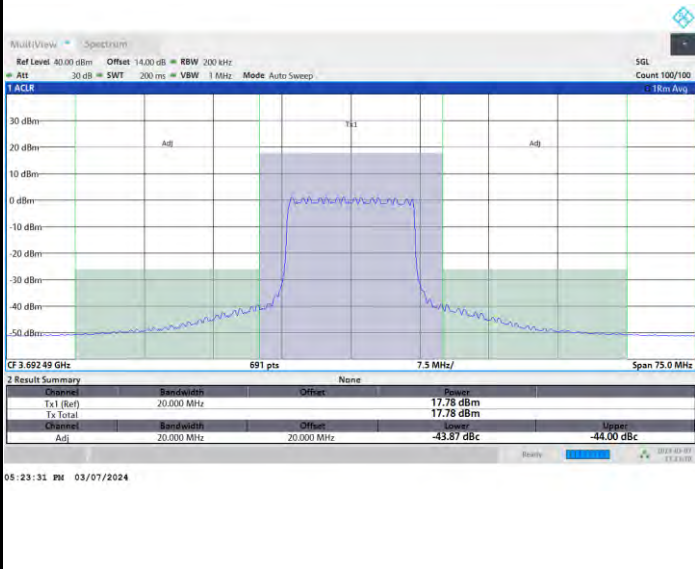 MultiView Spectrum
Ref Level 40.00 dBm Offset 14.00 dB RBW 200 kHz SGL
Att 30 dB SWT 200 ms VBW 1 MHz Mode Auto Sweep Count 100/100
1 ACLR 1Rm Avg
30 dBm
Tx1
20 dBm
Adj Adj
10 dBm
0 dBm
-10 dBm
-20 dBm
-30 dBm
-40 dBm
-50 dBm
CF 3.692 49 GHz 691 pts 7.5 MHz/ Span 75.0 MHz
2 Result Summary None
Channel Bandwidth Offset Power
Tx1 (Ref) 20.000 MHz 17.78 dBm
Tx Total 17.78 dBm
Channel Bandwidth Offset Lower Upper
Adj 20.000 MHz 20.000 MHz -43.87 dBc -44.00 dBc
Ready
05:23:31 PM 03/07/2024